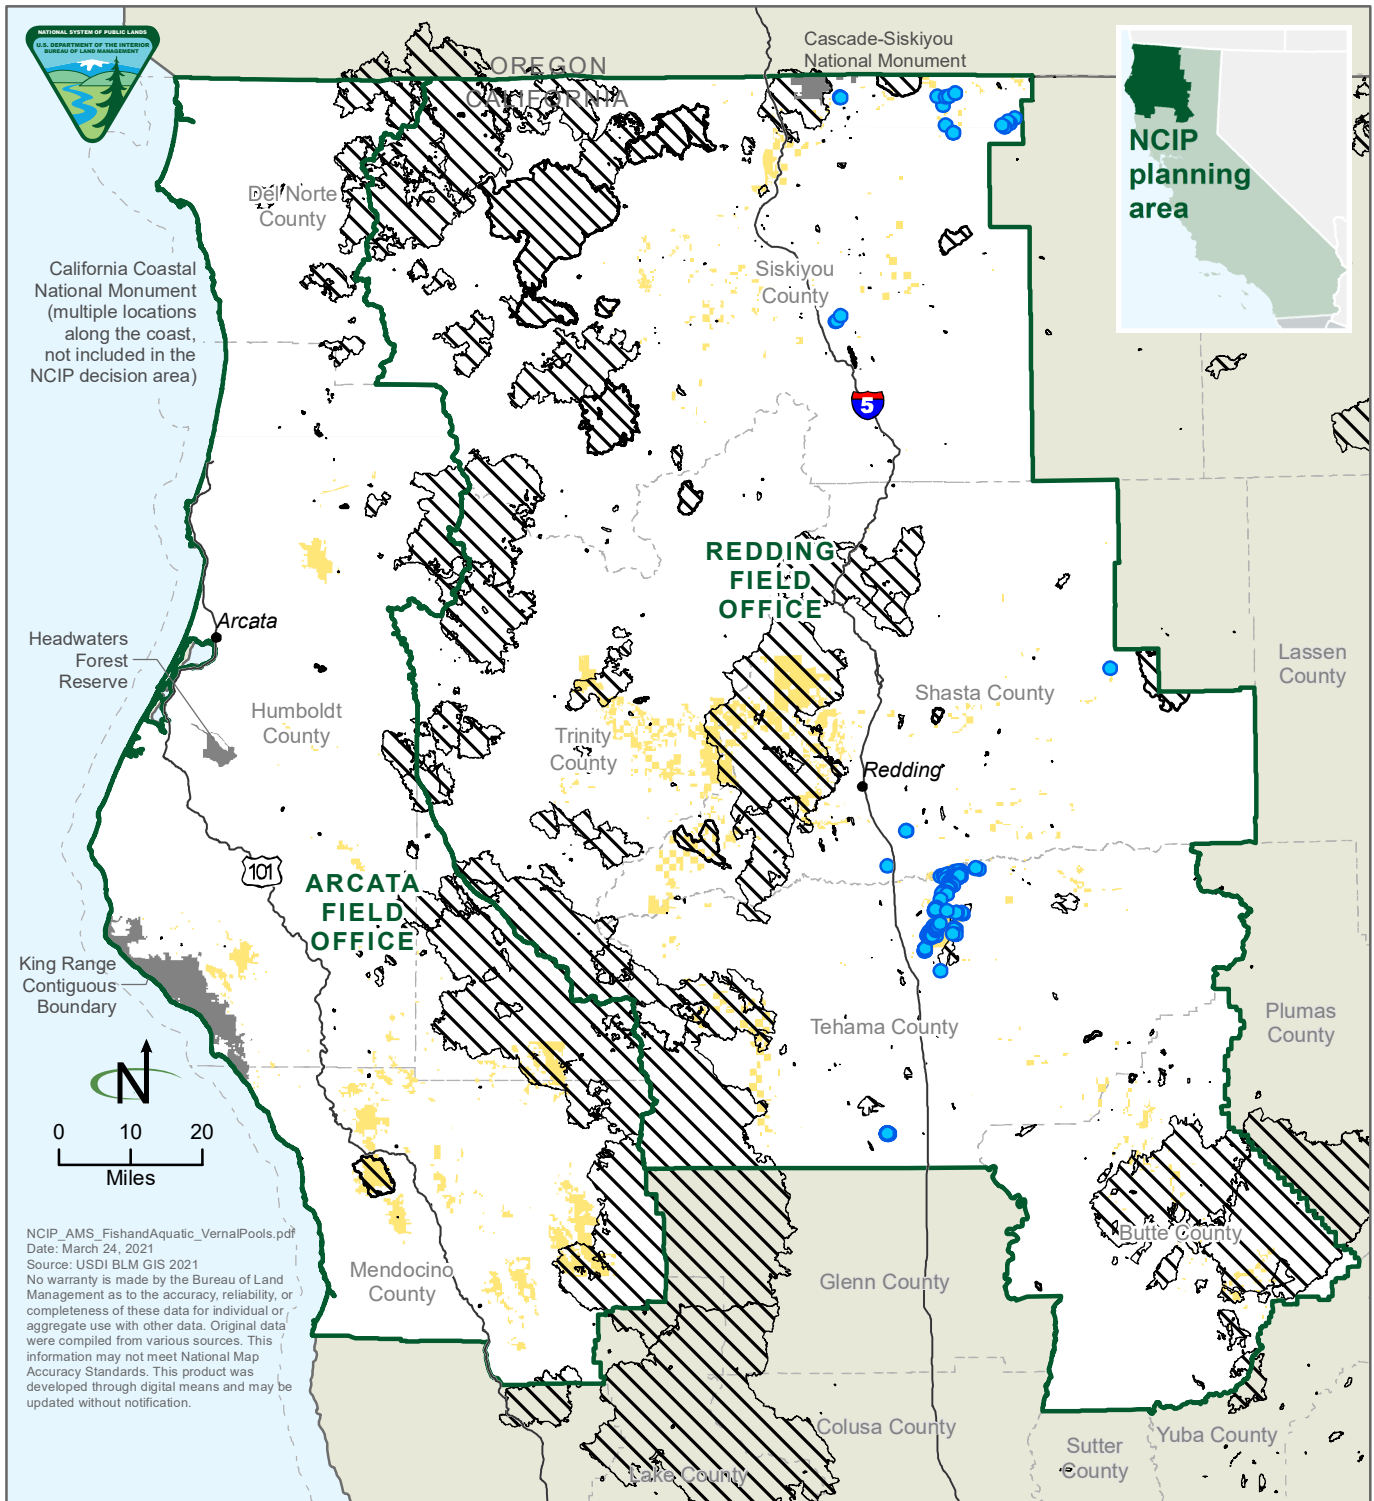 NATIONAL SYSTEM OF PUBLIC LANDS
U.S. DEPARTMENT OF THE INTERIOR
BUREAU OF LAND MANAGEMENT
OREGON
CALIFORNIA
Cascade-Siskiyou
National Monument
NCIP
planning
area
Del Norte
County
California Coastal
National Monument
(multiple locations
along the coast,
not included in the
NCIP decision area)
Siskiyou
County
5
REDDING
FIELD
OFFICE
Arcata
Headwaters
Forest
Reserve
Humboldt
County
Trinity
County
Shasta County
Lassen
County
Redding
101
ARCATA
FIELD
OFFICE
King Range
Contiguous
Boundary
Tehama County
Plumas
County
N
0 10 20
Miles
NCIP_AMS_FishandAquatic_VernalPools.pdf
Date: March 24, 2021
Source: USDI BLM GIS 2021
No warranty is made by the Bureau of Land
Management as to the accuracy, reliability, or
completeness of these data for individual or
aggregate use with other data. Original data
were compiled from various sources. This
information may not meet National Map
Accuracy Standards. This product was
developed through digital means and may be
updated without notification.
Mendocino
County
Glenn County
Butte County
Colusa County
Lake County
Sutter
County
Yuba County